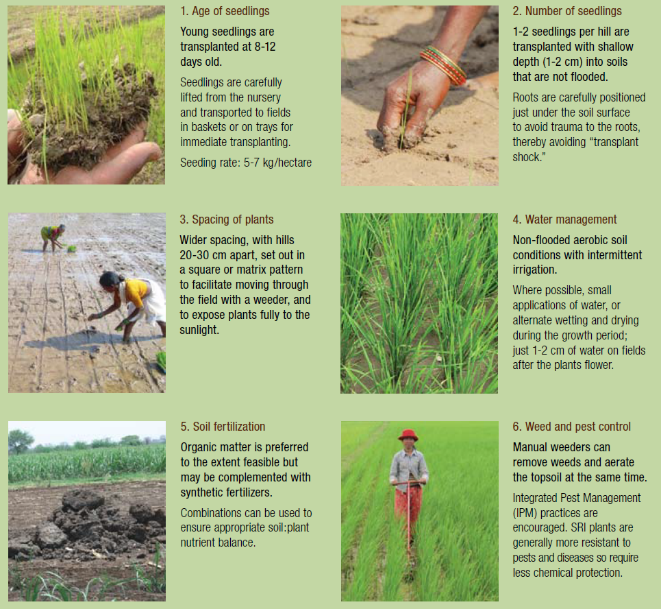 1. Age of seedlings
Young seedlings are
transplanted at 8-12
days old.
Seedlings are carefully
lifted from the nursery
and transported to fields
in baskets or on trays for
immediate transplanting.
Seeding rate: 5-7 kg/hectare
2. Number of seedlings
1-2 seedlings per hill are
transplanted with shallow
depth (1-2 cm) into soils
that are not flooded.
Roots are carefully positioned
just under the soil surface
to avoid trauma to the roots,
thereby avoiding “transplant
shock.”
3. Spacing of plants
Wider spacing, with hills
20-30 cm apart, set out in
a square or matrix pattern
to facilitate moving through
the field with a weeder, and
to expose plants fully to the
sunlight.
4. Water management
Non-flooded aerobic soil
conditions with intermittent
irrigation.
Where possible, small
applications of water, or
alternate wetting and drying
during the growth period;
just 1-2 cm of water on fields
after the plants flower.
5. Soil fertilization
Organic matter is preferred
to the extent feasible but
may be complemented with
synthetic fertilizers.
Combinations can be used to
ensure appropriate soil:plant
nutrient balance.
6. Weed and pest control
Manual weeders can
remove weeds and aerate
the topsoil at the same time.
Integrated Pest Management
(IPM) practices are
encouraged. SRI plants are
generally more resistant to
pests and diseases so require
less chemical protection.